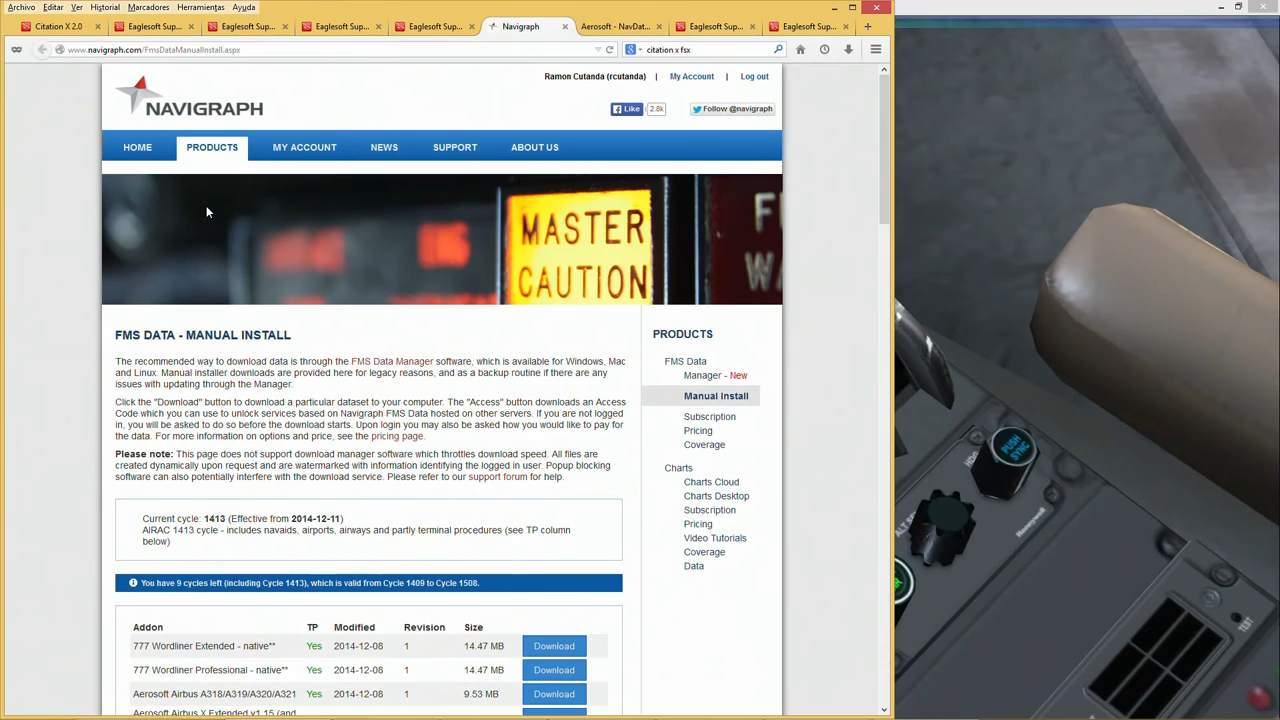 Archivo Editar Ver Historial Marcadores Herramientas Ayuda
Citation X 2.0 Eaglesoft Sup... Eaglesoft Sup... Eaglesoft Sup... Eaglesoft Sup... Navigraph Aerosoft - NavDat... Eaglesoft Sup... Eaglesoft Sup...
www.navigraph.com/FmsDataManualInstall.aspx citation x fsx
Ramon Cutanda (rcutanda) | My Account | Log out
NAVIGRAPH
Like 2.8k Follow @navigraph
HOME PRODUCTS MY ACCOUNT NEWS SUPPORT ABOUT US
MASTER
CAUTION
FMS DATA - MANUAL INSTALL
The recommended way to download data is through the FMS Data Manager software, which is available for Windows, Mac
and Linux. Manual installer downloads are provided here for legacy reasons, and as a backup routine if there are any
issues with updating through the Manager.
Click the "Download" button to download a particular dataset to your computer. The "Access" button downloads an Access
Code which you can use to unlock services based on Navigraph FMS Data hosted on other servers. If you are not logged
in, you will be asked to do so before the download starts. Upon login you may also be asked how you would like to pay for
the data. For more information on options and price, see the pricing page.
Please note: This page does not support download manager software which throttles download speed. All files are
created dynamically upon request and are watermarked with information identifying the logged in user. Popup blocking
software can also potentially interfere with the download service. Please refer to our support forum for help.
Current cycle: 1413 (Effective from 2014-12-11)
AIRAC 1413 cycle - includes navaids, airports, airways and partly terminal procedures (see TP column
below)
You have 9 cycles left (including Cycle 1413), which is valid from Cycle 1409 to Cycle 1508.
Addon TP Modified Revision Size
777 Wordliner Extended - native** Yes 2014-12-08 1 14.47 MB Download
777 Wordliner Professional - native** Yes 2014-12-08 1 14.47 MB Download
Aerosoft Airbus A318/A319/A320/A321 Yes 2014-12-08 1 9.53 MB Download
Aerosoft Airbus X Extended v1.15 (and
PRODUCTS
FMS Data
Manager - New
Manual Install
Subscription
Pricing
Coverage
Charts
Charts Cloud
Charts Desktop
Subscription
Pricing
Video Tutorials
Coverage
Data
PUSH
SYNC
HDG
ALT SE
Honeywell
TEST